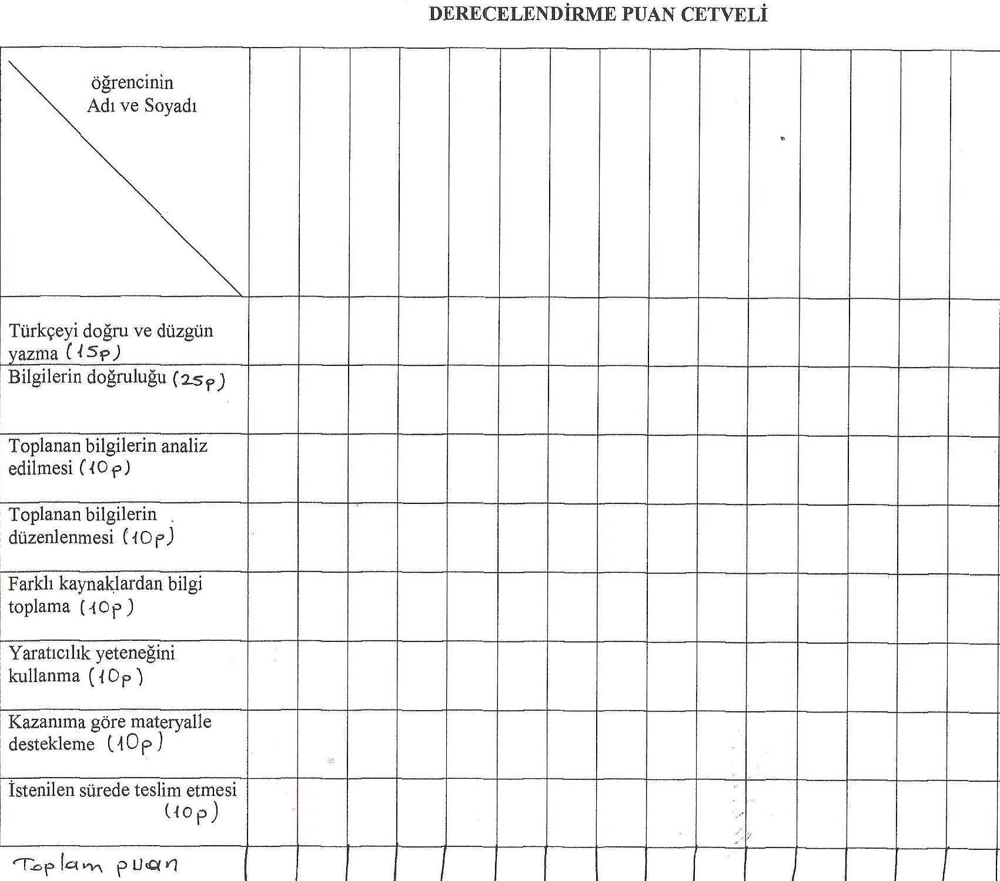 DERECELENDİRME PUAN CETVELİ
öğrencinin
Adı ve Soyadı
Türkçeyi doğru ve düzgün
yazma (15p)
Bilgilerin doğruluğu (25p)
Toplanan bilgilerin analiz
edilmesi (10p)
Toplanan bilgilerin
düzenlenmesi (10p)
Farklı kaynaklardan bilgi
toplama (10p)
Yaratıcılık yeteneğini
kullanma (10p)
Kazanıma göre materyalle
destekleme (10p)
İstenilen sürede teslim etmesi
(10p)
Toplam puan